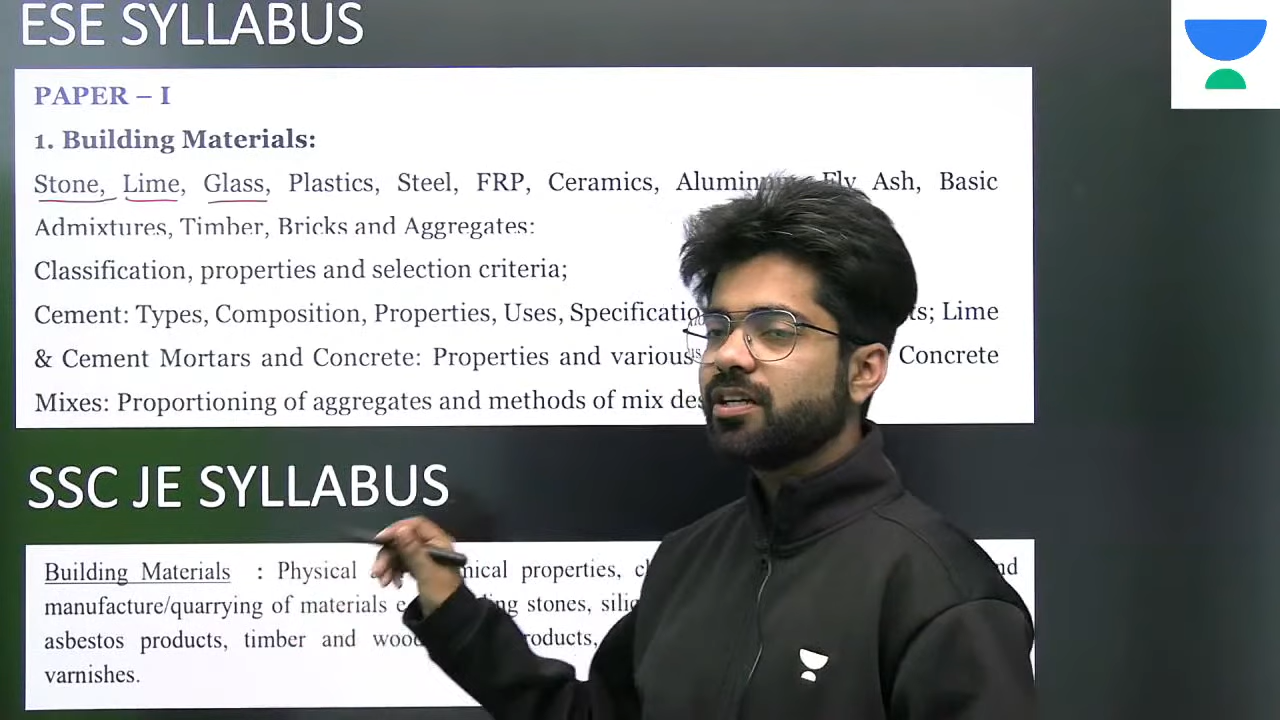 ESE SYLLABUS
PAPER – I
1. Building Materials:
Stone, Lime, Glass, Plastics, Steel, FRP, Ceramics, Fly Ash, Basic
Admixtures, Timber, Bricks and Aggregates:
Classification, properties and selection criteria;
Cement: Types, Composition, Properties, Uses, Lime
& Cement Mortars and Concrete: Properties and various Concrete
Mixes: Proportioning of aggregates and methods of mix
SSC JE SYLLABUS
Building Materials : Physical properties,
manufacture/quarrying of materials stones,
asbestos products, timber and
varnishes.